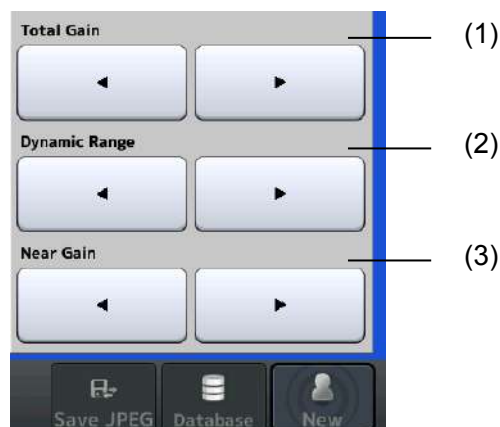 Total Gain (1)
Dynamic Range (2)
Near Gain (3)
Save JPEG Database New